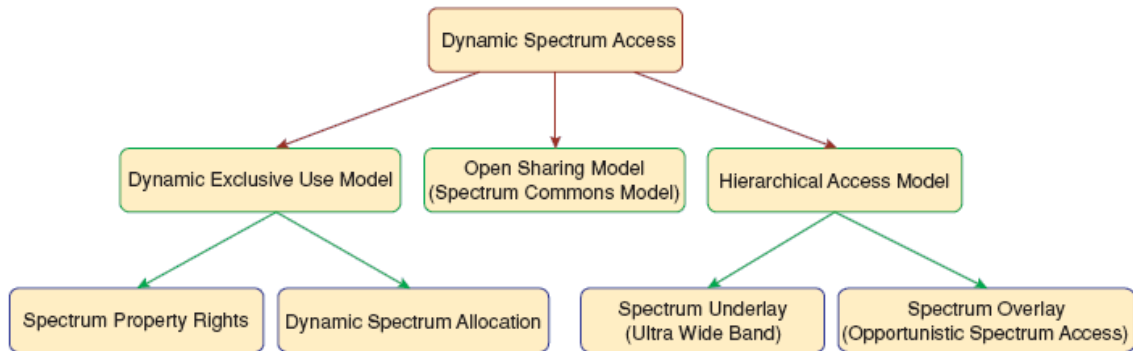 Dynamic Spectrum Access
Dynamic Exclusive Use Model
Open Sharing Model
(Spectrum Commons Model)
Hierarchical Access Model
Spectrum Property Rights
Dynamic Spectrum Allocation
Spectrum Underlay
(Ultra Wide Band)
Spectrum Overlay
(Opportunistic Spectrum Access)